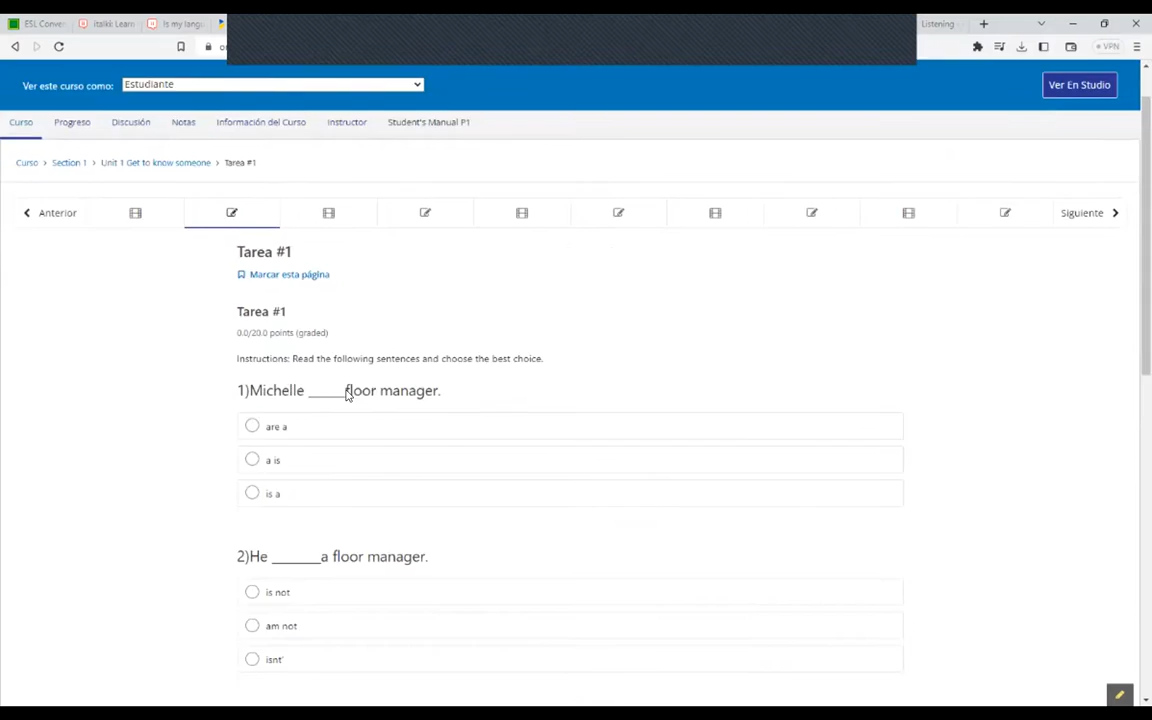 ESL Conver
italki: Learn
Is my lang
Listening
VPN
Ver este curso como:
Estudiante
Ver En Studio
Curso
Progreso
Discusión
Notas
Información del Curso
Instructor
Student's Manual P1
Curso > Section 1 > Unit 1 Get to know someone > Tarea #1
Anterior
Siguiente
Tarea #1
Marcar esta página
Tarea #1
0.0/20.0 points (graded)
Instructions: Read the following sentences and choose the best choice.
1)Michelle _____floor manager.
are a
a is
is a
2)He _______a floor manager.
is not
am not
isnt'